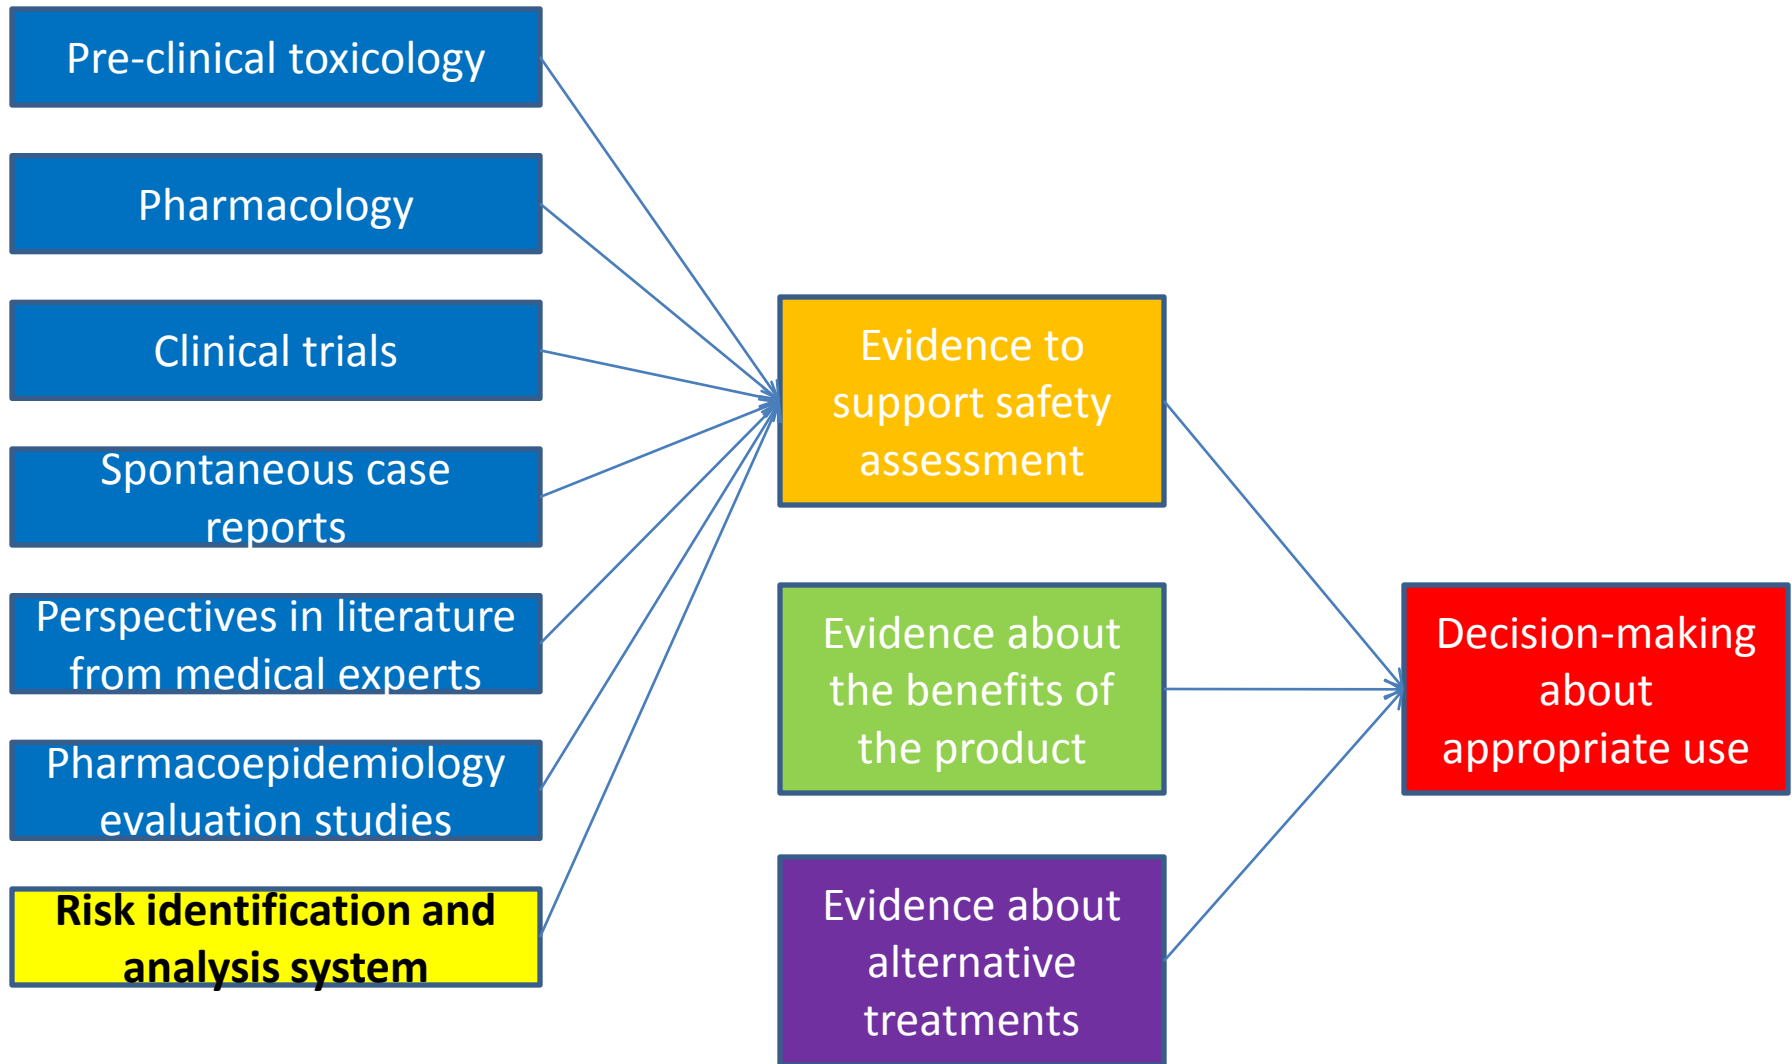 Pre-clinical toxicology
Pharmacology
Clinical trials
Spontaneous case
reports
Perspectives in literature
from medical experts
Pharmacoepidemiology
evaluation studies
Risk identification and
analysis system
Evidence to
support safety
assessment
Evidence about
the benefits of
the product
Evidence about
alternative
treatments
Decision-making
about
appropriate use